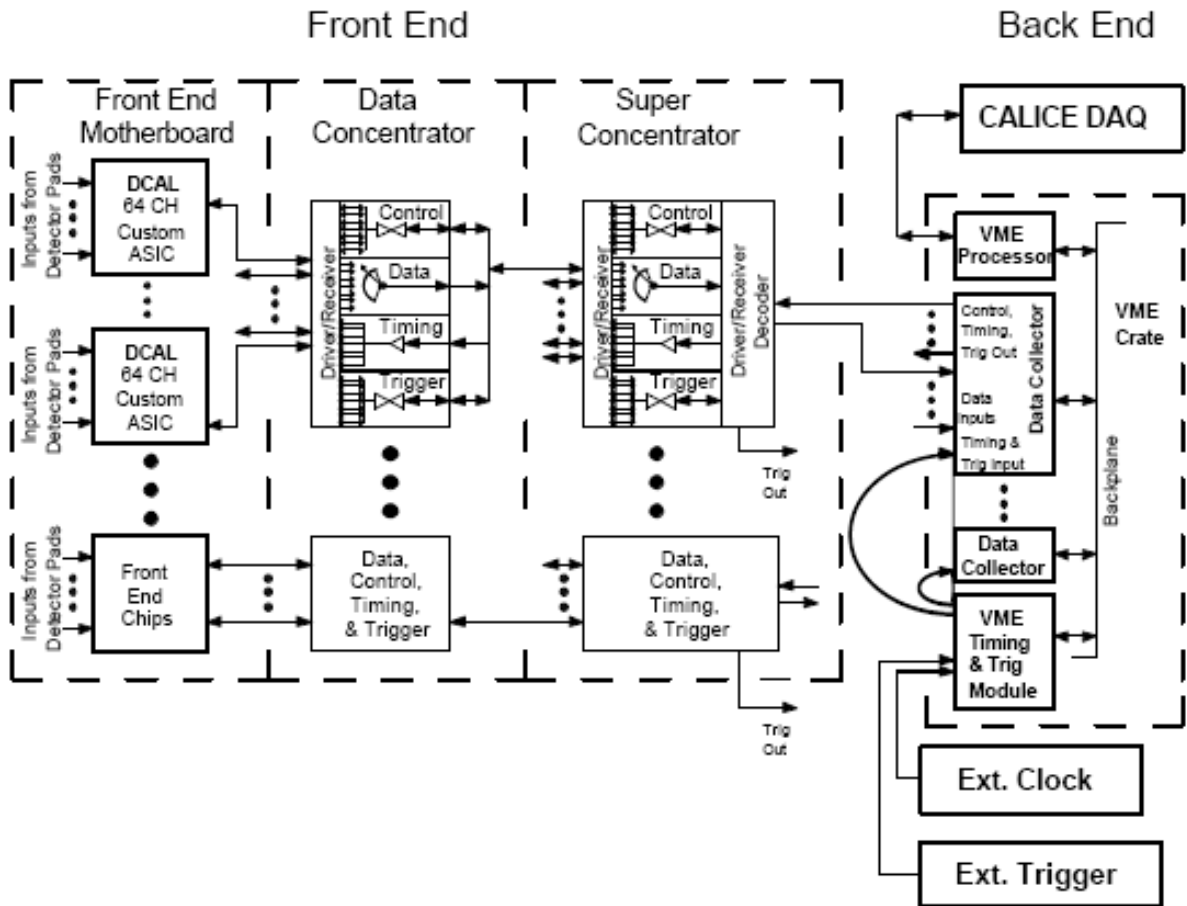 Front End
Back End
Front End
Motherboard
Data
Concentrator
Super
Concentrator
CALICE DAQ
Inputs from
Detector Pads
DCAL
64 CH
Custom
ASIC
Driver/Receiver
Control
Data
Timing
Trigger
Driver/Receiver
Control
Data
Timing
Trigger
Driver/Receiver
Decoder
VME
Processor
VME
Crate
Control,
Timing,
Trig Out
Data
Inputs
Timing &
Trig Input
Data Collector
Backplane
Inputs from
Detector Pads
DCAL
64 CH
Custom
ASIC
Trig
Out
Inputs from
Detector Pads
Front
End
Chips
Data,
Control,
Timing,
& Trigger
Data,
Control,
Timing,
& Trigger
Data
Collector
VME
Timing
& Trig
Module
Trig
Out
Ext. Clock
Ext. Trigger